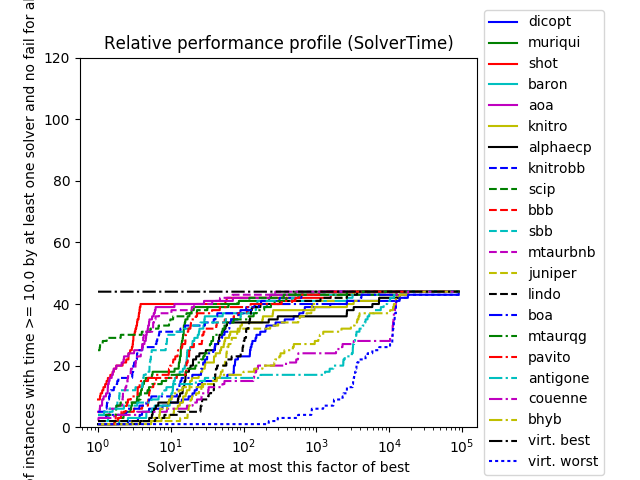 Relative performance profile (SolverTime)
of instances with time >= 10.0 by at least one solver and no fail for
120
100
80
60
40
20
0
10^0
10^1
10^2
10^3
10^4
10^5
SolverTime at most this factor of best
dicopt
muriqui
shot
baron
aoa
knitro
alphaecp
knitrobb
scip
bbb
sbb
mtaurbnb
juniper
lindo
boa
mtaurqg
pavito
antigone
couenne
bhyb
virt. best
virt. worst